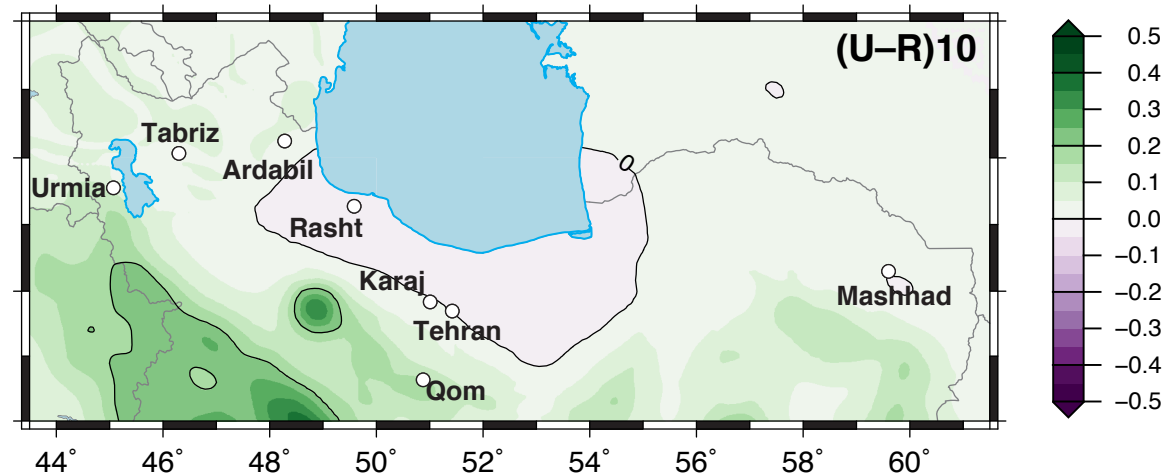 (U–R)10
Tabriz
Ardabil
Urmia
Rasht
Karaj
Tehran
Mashhad
Qom
44˚ 46˚ 48˚ 50˚ 52˚ 54˚ 56˚ 58˚ 60˚
0.5
0.4
0.3
0.2
0.1
0.0
−0.1
−0.2
−0.3
−0.4
−0.5